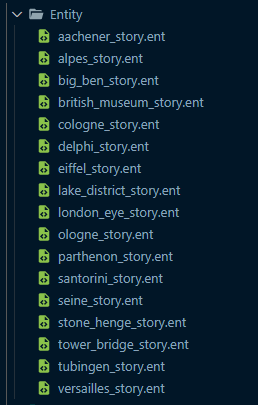 Entity
aachener_story.ent
alpes_story.ent
big_ben_story.ent
british_museum_story.ent
cologne_story.ent
delphi_story.ent
eiffel_story.ent
lake_district_story.ent
london_eye_story.ent
ologne_story.ent
parthenon_story.ent
santorini_story.ent
seine_story.ent
stone_henge_story.ent
tower_bridge_story.ent
tubingen_story.ent
versailles_story.ent